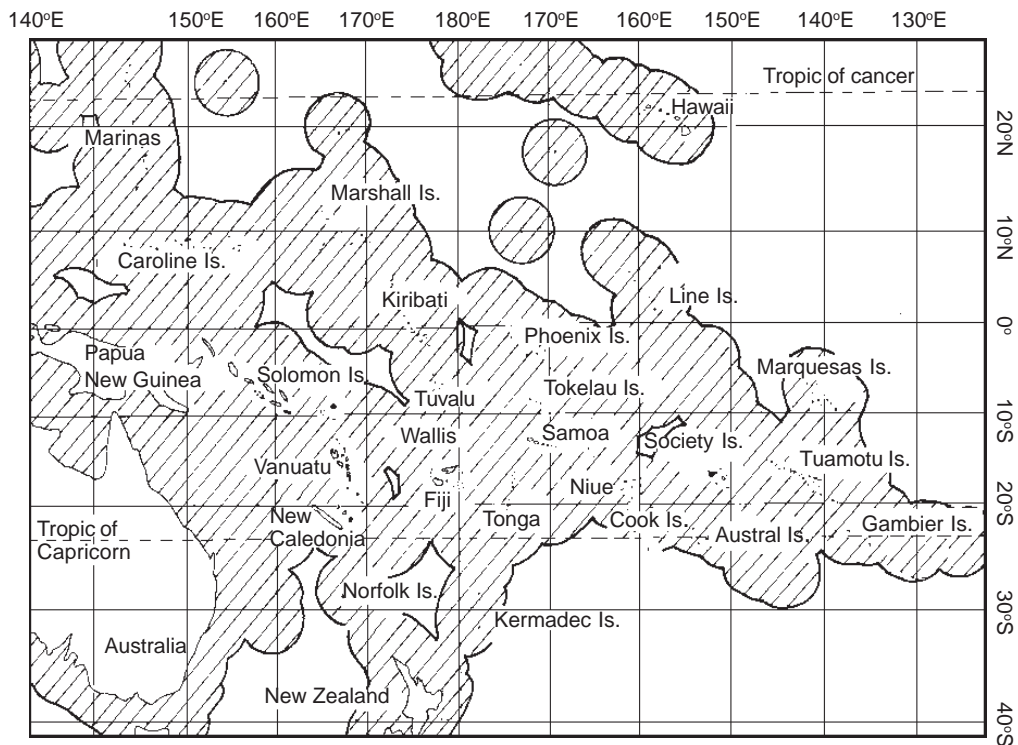 140°E 150°E 160°E 170°E 180°E 170°E 160°E 150°E 140°E 130°E
Tropic of cancer
Hawaii
20°N
Marinas
Marshall Is.
10°N
Caroline Is.
Kiribati
Line Is.
0°
Phoenix Is.
Papua
New Guinea
Solomon Is.
Marquesas Is.
Tokelau Is.
Tuvalu
10°S
Wallis
Samoa
Society Is.
Vanuatu
Tuamotu Is.
Niue
Fiji
20°S
New
Caledonia
Tonga
Cook Is.
Gambier Is.
Tropic of
Capricorn
Austral Is.
Norfolk Is.
30°S
Kermadec Is.
Australia
New Zealand
40°S